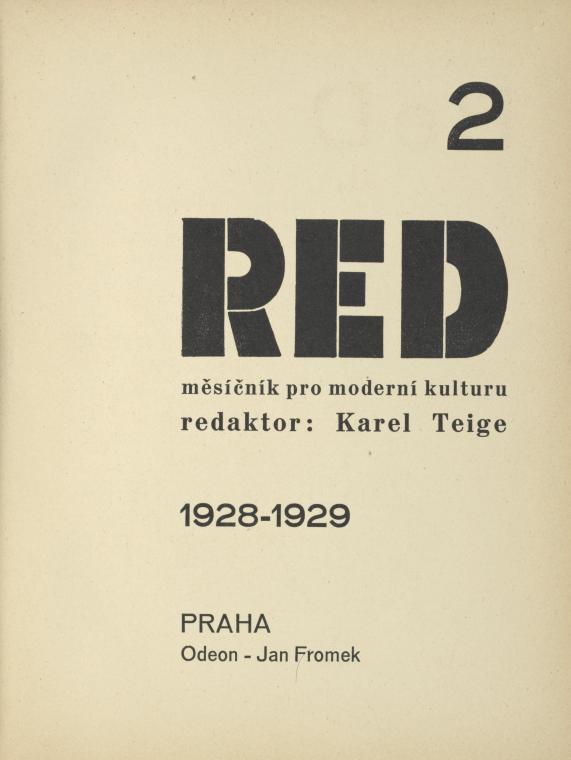 2
RED
měsíčník pro moderní kulturu
redaktor: Karel Teige
1928-1929
PRAHA
Odeon - Jan Fromek